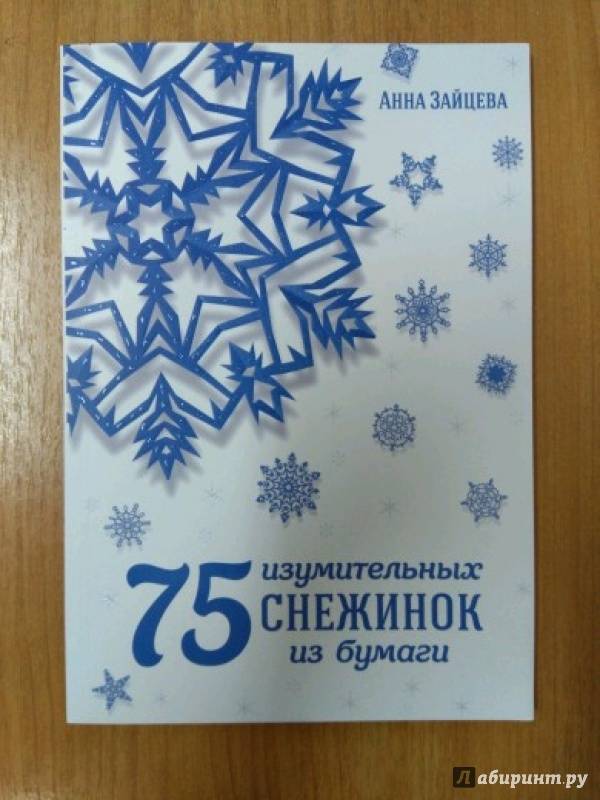 Анна Зайцева
75 изумительных
снежинок
из бумаги
Лабиринт.ру